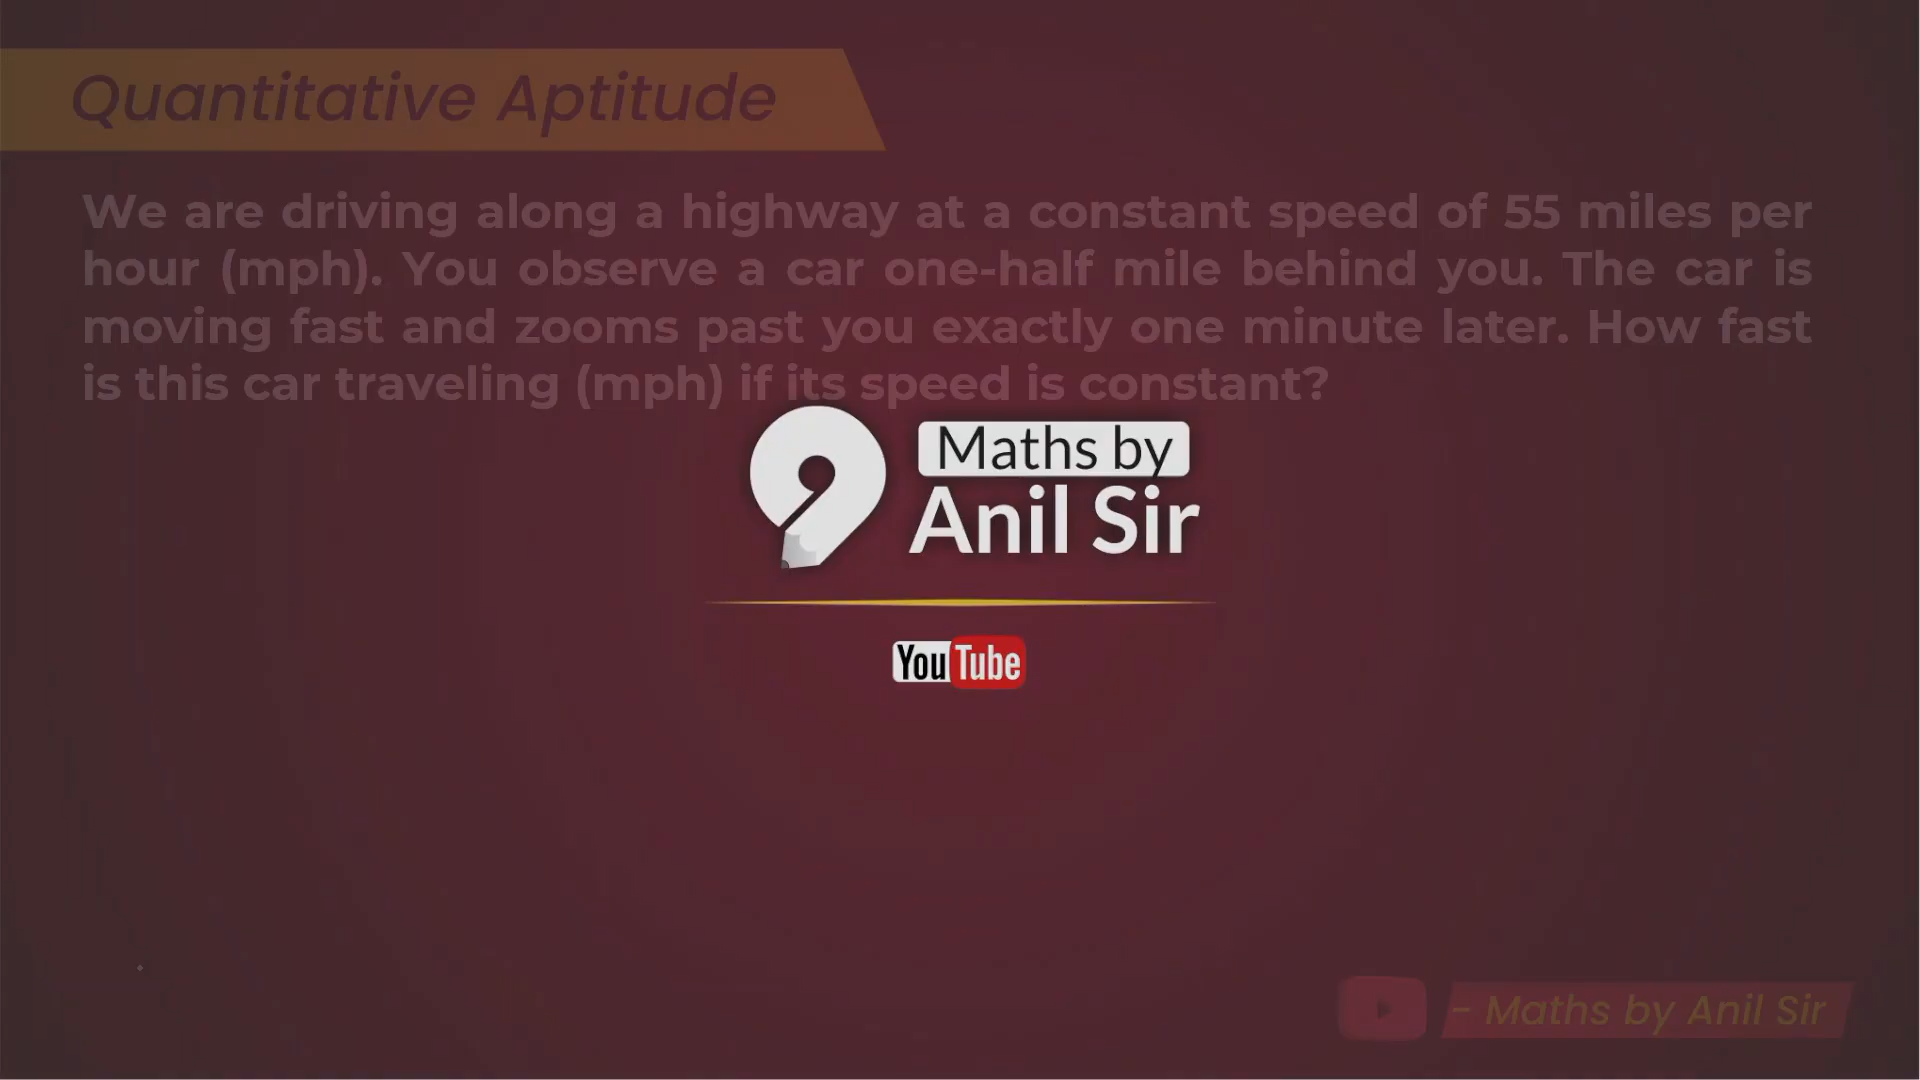 Quantitative Aptitude
We are driving along a highway at a constant speed of 55 miles per
hour (mph). You observe a car one-half mile behind you. The car is
moving fast and zooms past you exactly one minute later. How fast
is this car traveling (mph) if its speed is constant?
Maths by
Anil Sir
YouTube
- Maths by Anil Sir